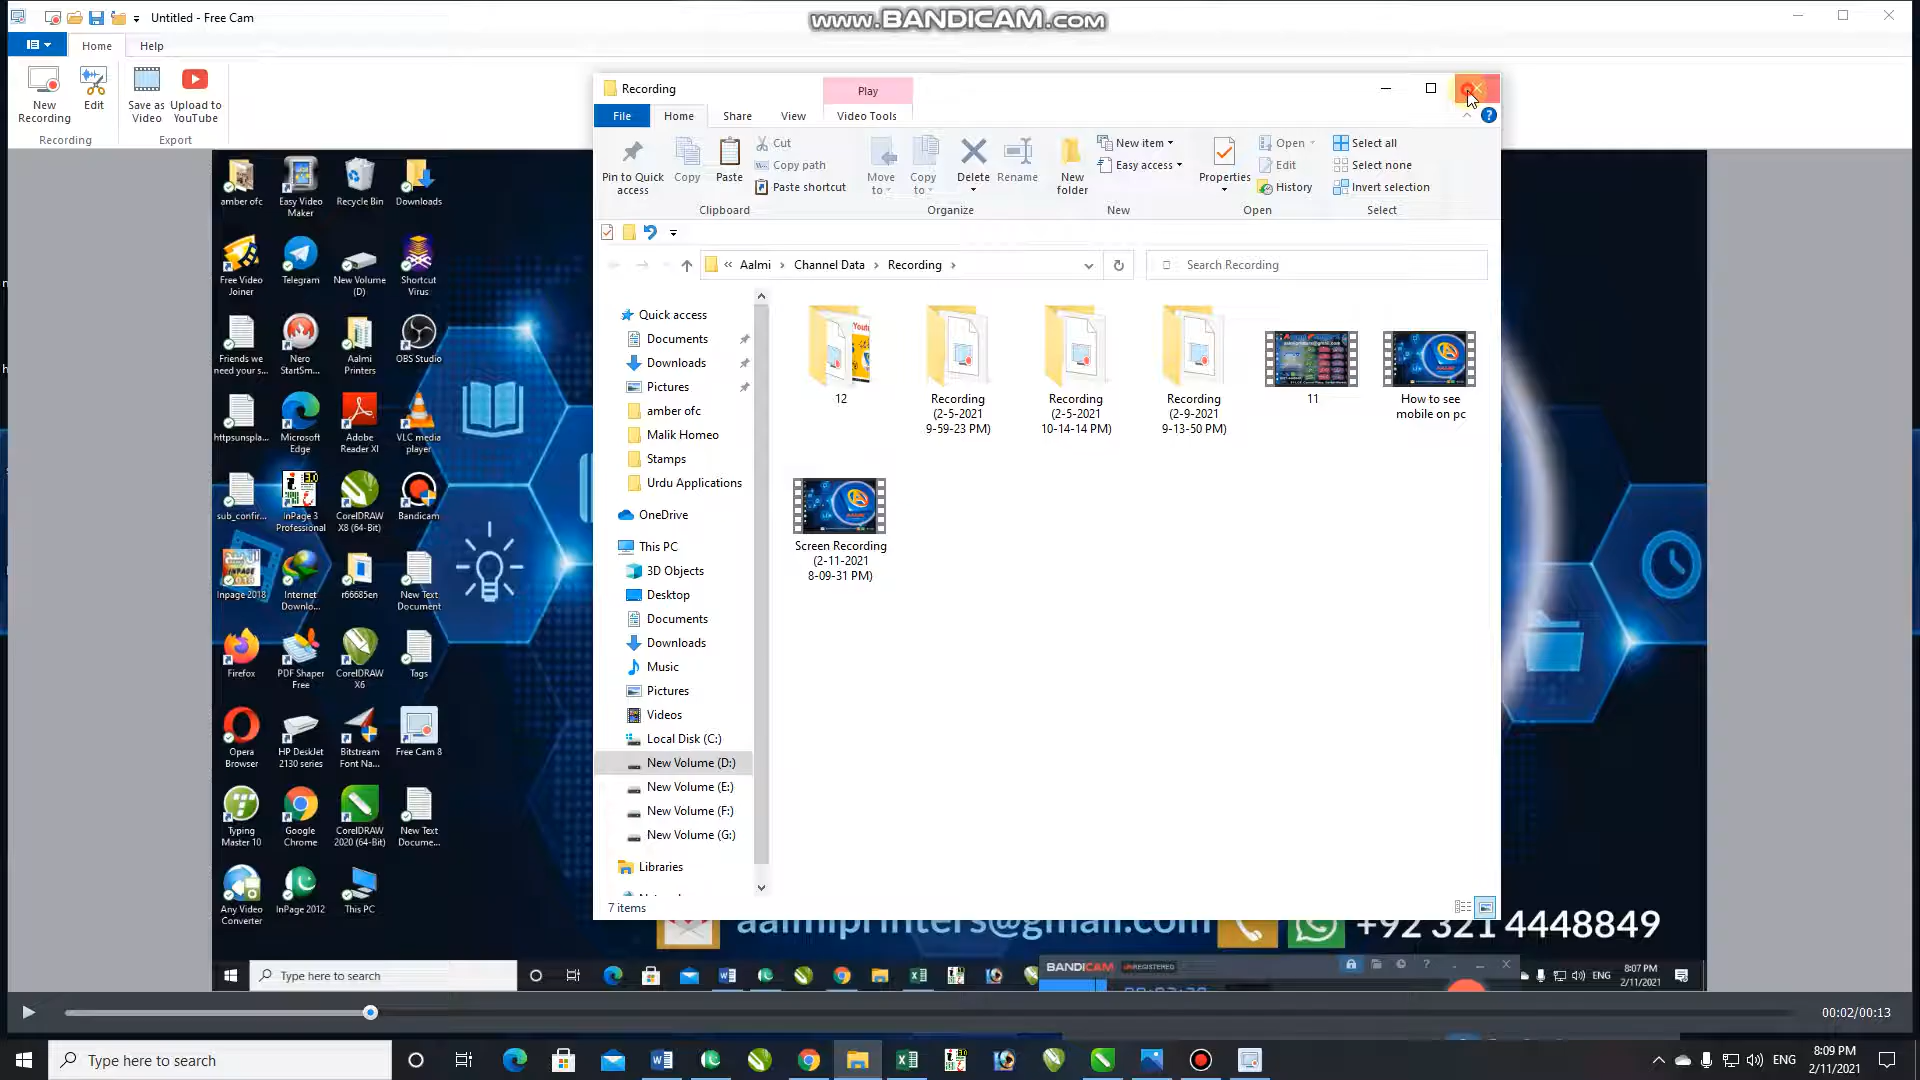 Untitled - Free Cam
www.BANDICAM.com
Home
Help
New Recording
Edit
Save as Video
Upload to YouTube
Recording
Export
Recording
Play
File
Home
Share
View
Video Tools
Pin to Quick access
Copy
Paste
Cut
Copy path
Paste shortcut
Move to
Copy to
Delete
Rename
New folder
New item
Easy access
Properties
Open
Edit
History
Select all
Select none
Invert selection
Clipboard
Organize
New
Open
Select
« Aalmi > Channel Data > Recording >
Search Recording
Quick access
Documents
Downloads
Pictures
amber ofc
Malik Homeo
Stamps
Urdu Applications
OneDrive
This PC
3D Objects
Desktop
Documents
Downloads
Music
Pictures
Videos
Local Disk (C:)
New Volume (D:)
New Volume (E:)
New Volume (F:)
New Volume (G:)
Libraries
12
Recording
(2-5-2021
9-59-23 PM)
Recording
(2-5-2021
10-14-14 PM)
Recording
(2-9-2021
9-13-50 PM)
11
How to see
mobile on pc
Screen Recording
(2-11-2021
8-09-31 PM)
7 items
amber ofc
Easy Video Maker
Recycle Bin
Downloads
Free Video Joiner
Telegram
New Volume (D)
Shortcut Virus
Friends we need your s...
Nero StartSm...
Aalmi Printers
OBS Studio
httpsunspla...
Microsoft Edge
Adobe Reader XI
VLC media player
sub_confir...
InPage 3 Professional
CorelDRAW X8 (64-Bit)
Bandicam
Inpage 2018
Internet Downlo...
r66685en
New Text Document
Firefox
PDF Shaper Free
CorelDRAW X6
Tags
Opera Browser
HP DeskJet 2130 series
Bitstream Font Na...
Free Cam 8
Typing Master 10
Google Chrome
CorelDRAW 2020 (64-Bit)
New Text Docume...
Any Video Converter
InPage 2012
This PC
aalmiprinters@gmail.com
+92 321 4448849
Type here to search
BANDICAM UNREGISTERED
ENG
8:07 PM
2/11/2021
00:02/00:13
Type here to search
ENG
8:09 PM
2/11/2021